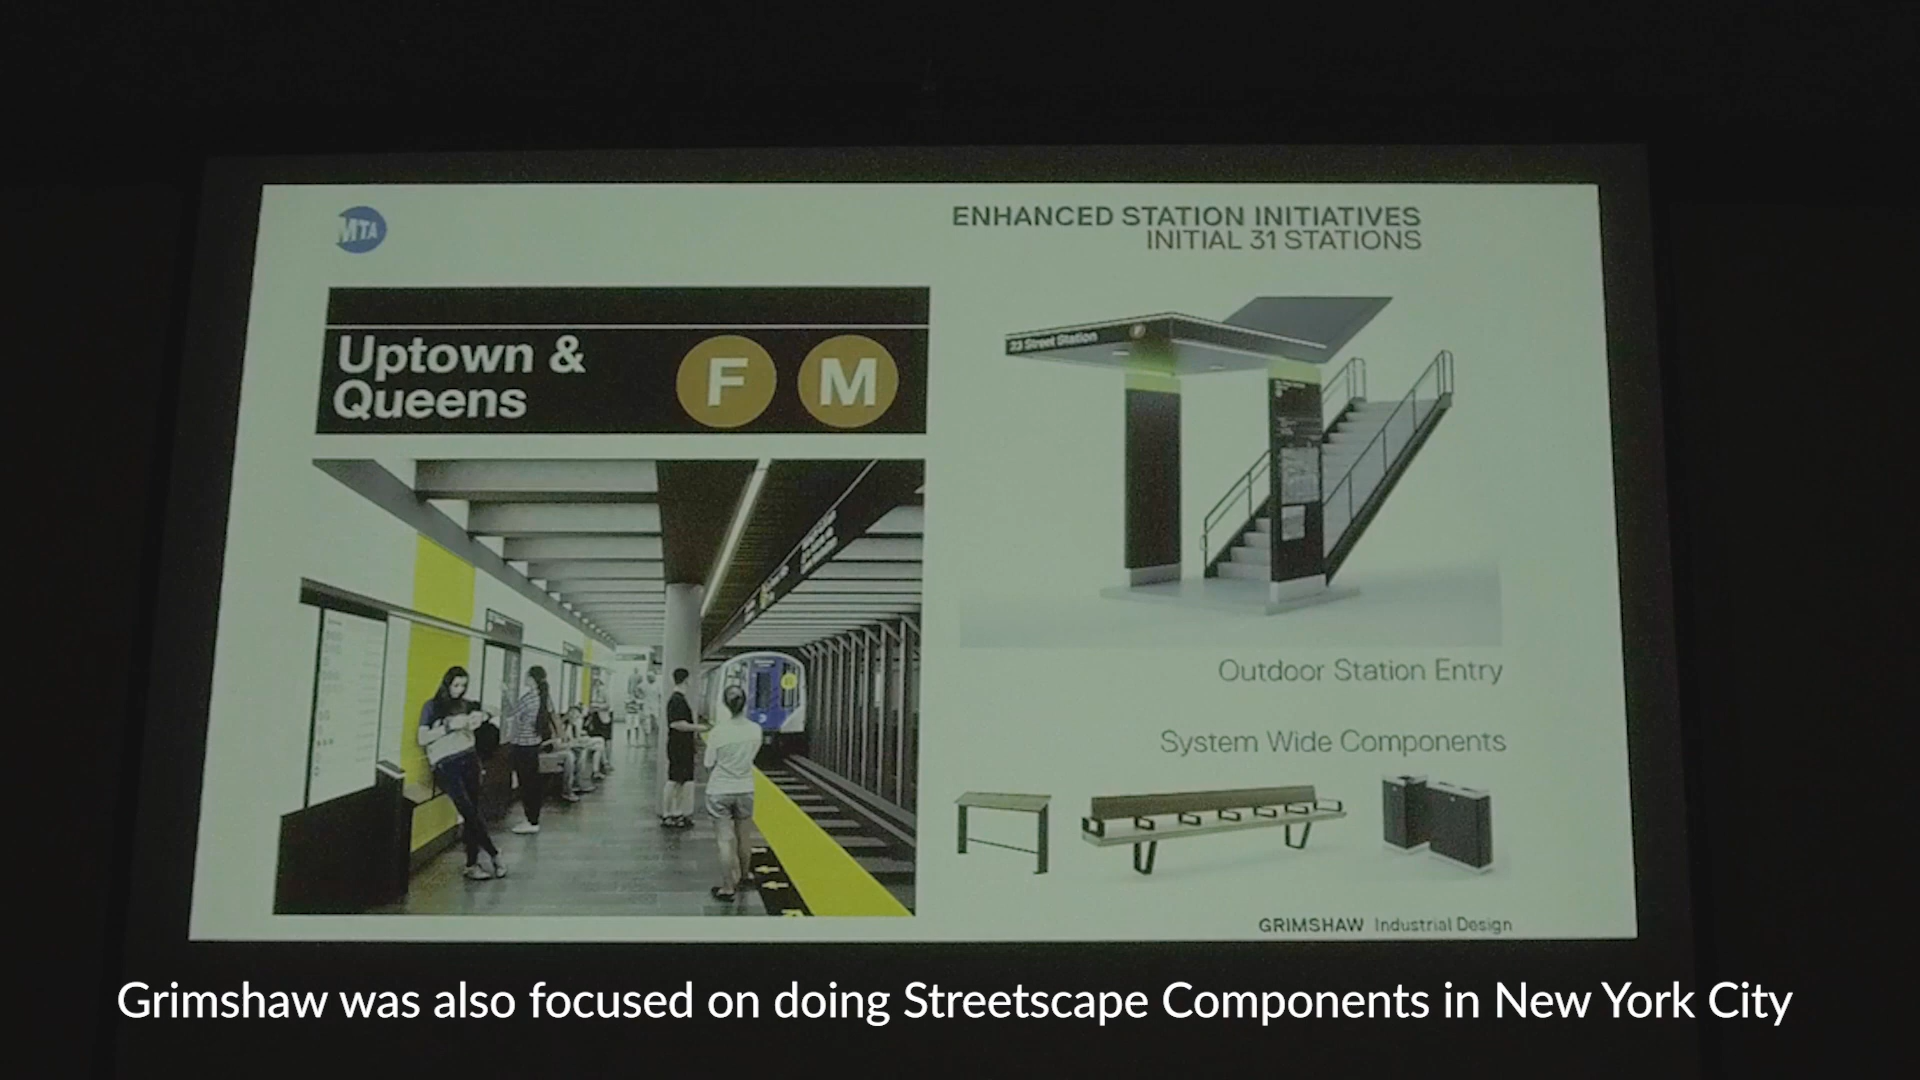 MTA
ENHANCED STATION INITIATIVES
INITIAL 31 STATIONS
Uptown &
Queens
F M
23 Street Station F
Outdoor Station Entry
System Wide Components
GRIMSHAW Industrial Design
Grimshaw was also focused on doing Streetscape Components in New York City